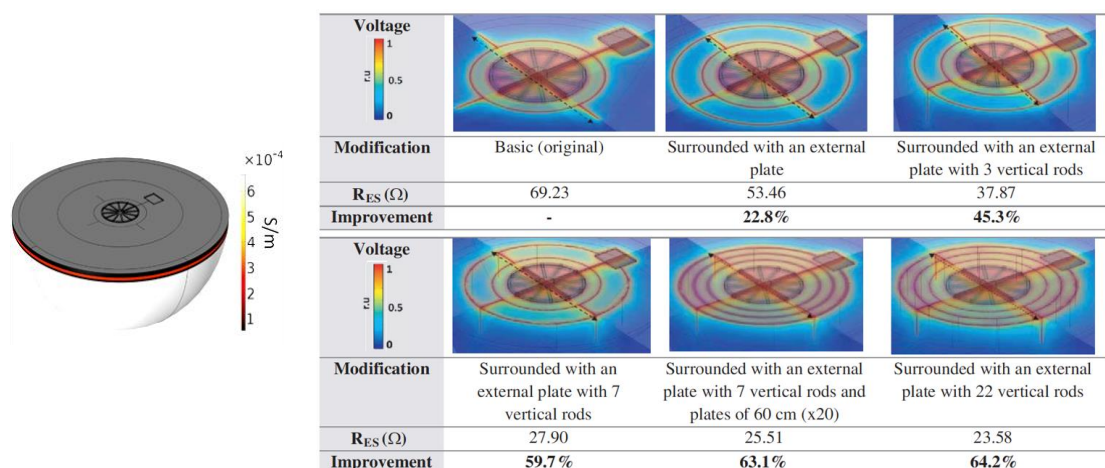 ×10⁻⁴
6
5
4
3
2
1
S/m
Voltage
1
0.5
0
r.u
Modification
Basic (original)
Surrounded with an external
plate
Surrounded with an external
plate with 3 vertical rods
R_ES (Ω)
69.23
53.46
37.87
Improvement
-
22.8%
45.3%
Voltage
1
0.5
0
r.u
Modification
Surrounded with an
external plate with 7
vertical rods
Surrounded with an external
plate with 7 vertical rods and
plates of 60 cm (x20)
Surrounded with an external
plate with 22 vertical rods
R_ES (Ω)
27.90
25.51
23.58
Improvement
59.7%
63.1%
64.2%